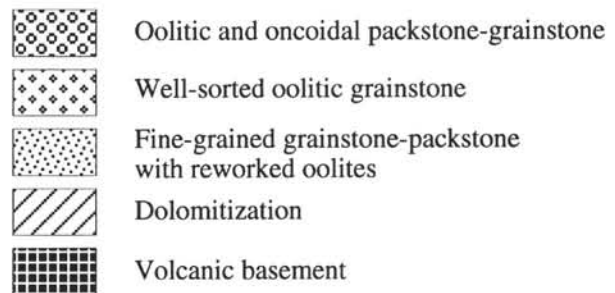 Oolitic and oncoidal packstone-grainstone
Well-sorted oolitic grainstone
Fine-grained grainstone-packstone
with reworked oolites
Dolomitization
Volcanic basement